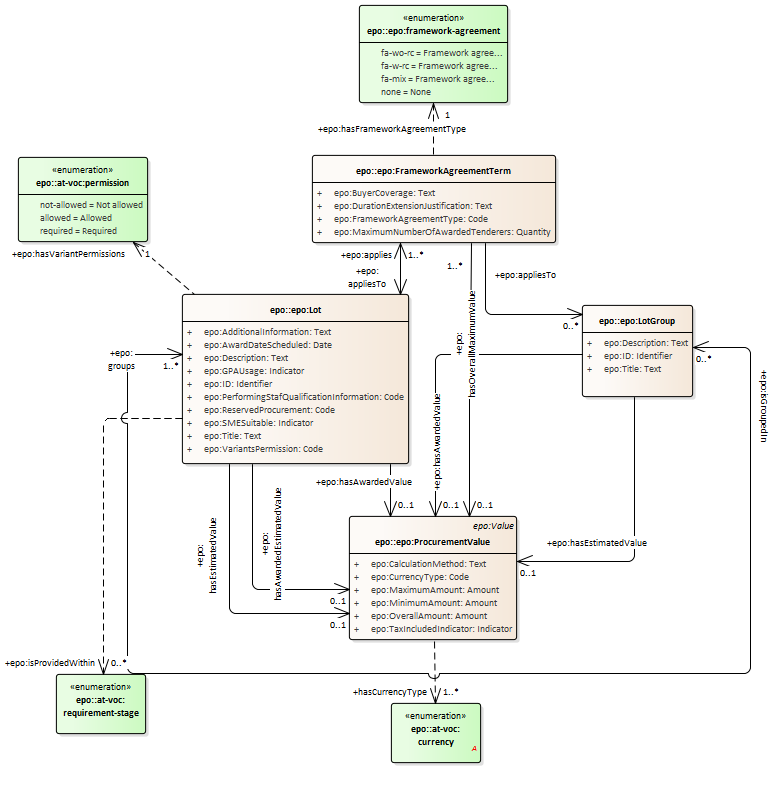 «enumeration»
epo::epo:framework-agreement
fa-wo-rc = Framework agree...
fa-w-rc = Framework agree...
fa-mix = Framework agree...
none = None
1
+epo:hasFrameworkAgreementType
«enumeration»
epo::at-voc:permission
not-allowed = Not allowed
allowed = Allowed
required = Required
+epo:hasVariantPermissions
1
epo::epo:FrameworkAgreementTerm
+ epo:BuyerCoverage: Text
+ epo:DurationExtensionJustification: Text
+ epo:FrameworkAgreementType: Code
+ epo:MaximumNumberOfAwardedTenderers: Quantity
+epo:applies
1..*
+epo:
appliesTo
1..*
+epo:
hasOverallMaximumValue
+epo:appliesTo
0..*
epo::epo:Lot
+ epo:AdditionalInformation: Text
+ epo:AwardDateScheduled: Date
+ epo:Description: Text
+ epo:GPAUsage: Indicator
+ epo:ID: Identifier
+ epo:PerformingStafQualificationInformation: Code
+ epo:ReservedProcurement: Code
+ epo:SMESuitable: Indicator
+ epo:Title: Text
+ epo:VariantsPermission: Code
+epo:
groups
1..*
epo::epo:LotGroup
+ epo:Description: Text
+ epo:ID: Identifier
+ epo:Title: Text
0..*
+epo:isGroupedIn
+epo:hasAwardedValue
0..1
+epo:hasAwardedValue
0..1
0..1
+epo:
hasEstimatedValue
0..1
+epo:
hasAwardedEstimatedValue
0..1
+epo:hasEstimatedValue
0..1
epo:Value
epo::epo:ProcurementValue
+ epo:CalculationMethod: Text
+ epo:CurrencyType: Code
+ epo:MaximumAmount: Amount
+ epo:MinimumAmount: Amount
+ epo:OverallAmount: Amount
+ epo:TaxIncludedIndicator: Indicator
+epo:isProvidedWithin
0..*
«enumeration»
epo::at-voc:
requirement-stage
+hasCurrencyType
1..*
«enumeration»
epo::at-voc:
currency
A